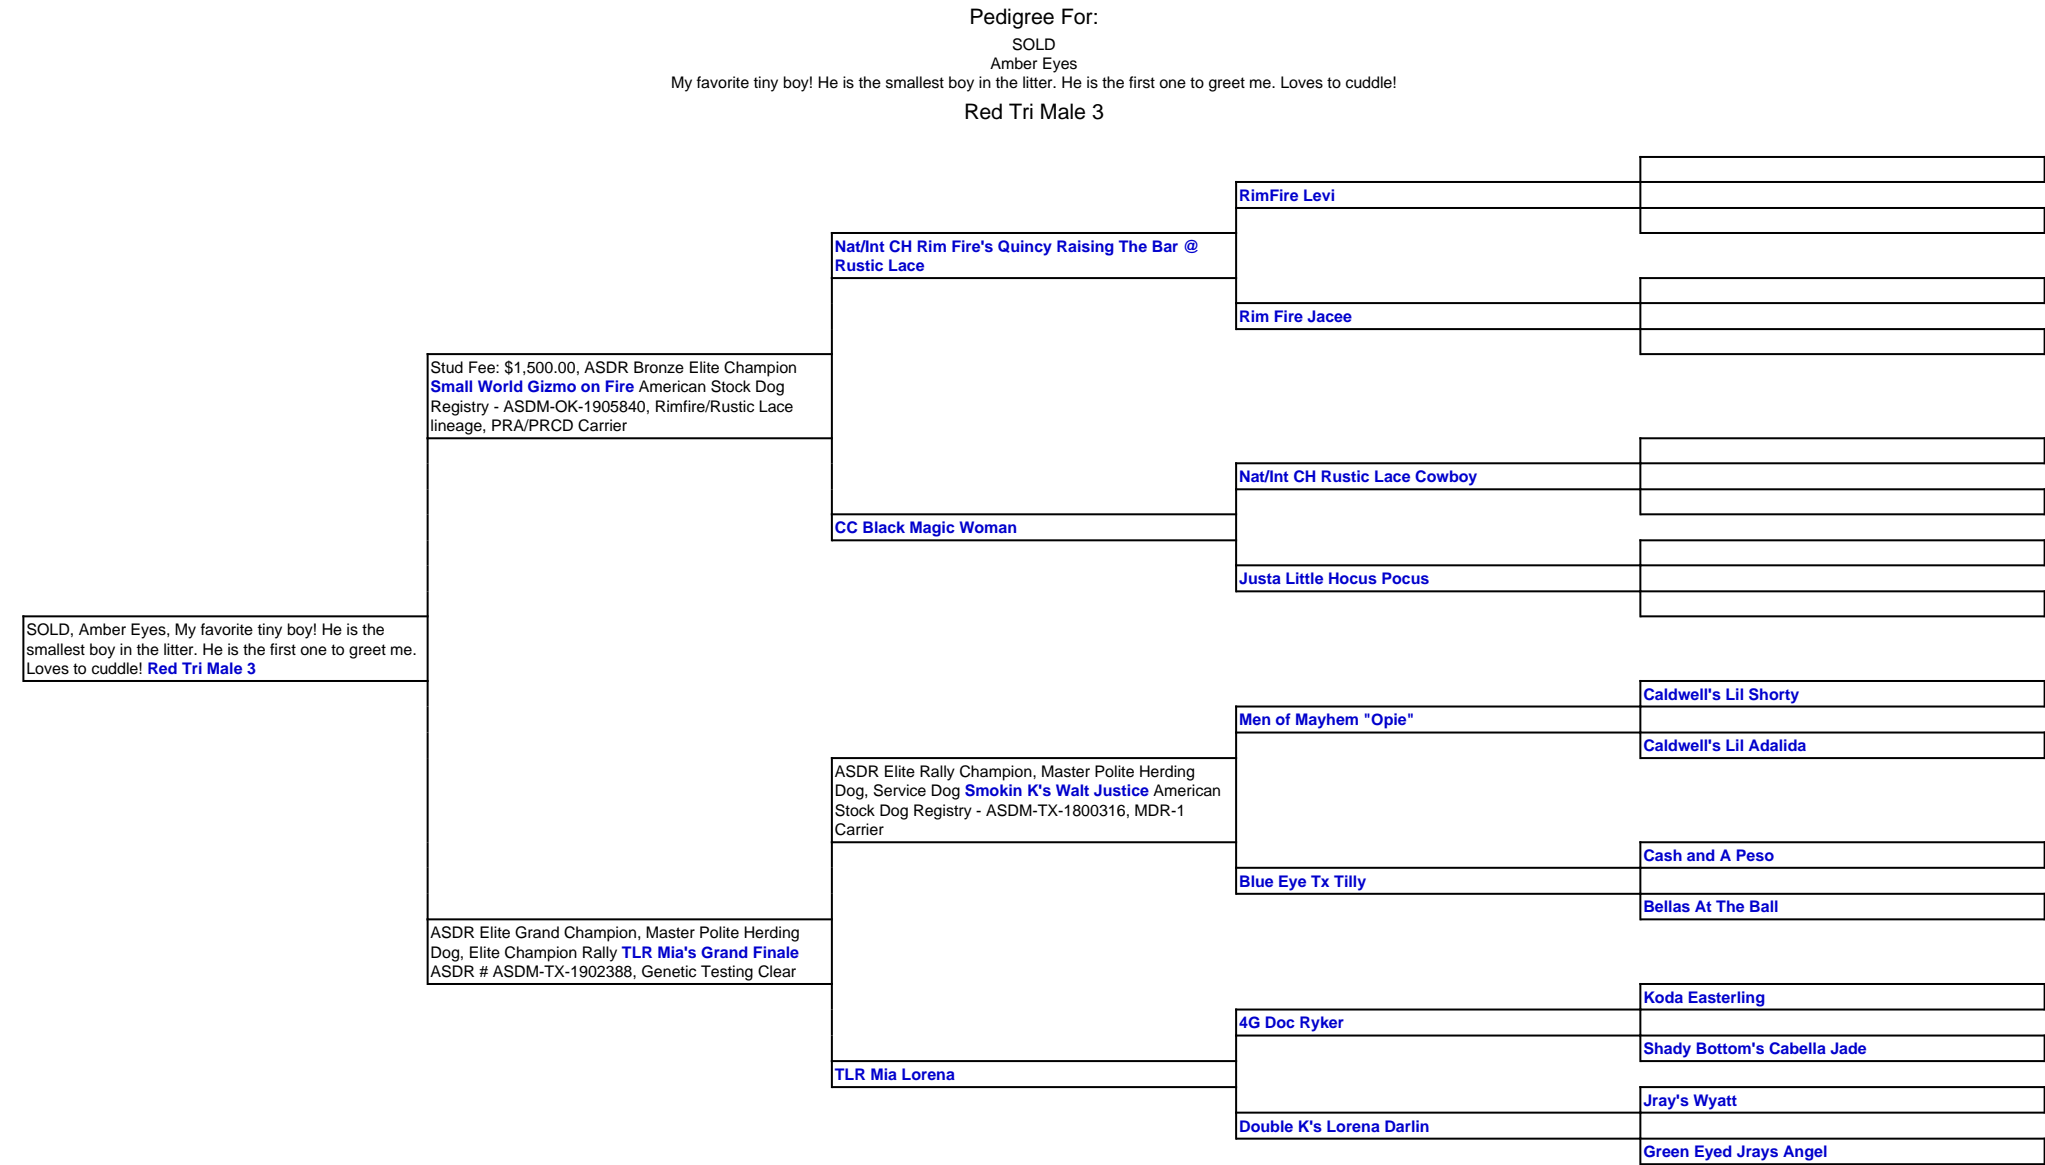 Pedigree For:
SOLD
Amber Eyes
My favorite tiny boy! He is the smallest boy in the litter. He is the first one to greet me. Loves to cuddle!
Red Tri Male 3
RimFire Levi
Nat/Int CH Rim Fire's Quincy Raising The Bar @
Rustic Lace
Rim Fire Jacee
Stud Fee: $1,500.00, ASDR Bronze Elite Champion
Small World Gizmo on Fire American Stock Dog
Registry - ASDM-OK-1905840, Rimfire/Rustic Lace
lineage, PRA/PRCD Carrier
Nat/Int CH Rustic Lace Cowboy
CC Black Magic Woman
Justa Little Hocus Pocus
SOLD, Amber Eyes, My favorite tiny boy! He is the
smallest boy in the litter. He is the first one to greet me.
Loves to cuddle! Red Tri Male 3
Caldwell's Lil Shorty
Men of Mayhem "Opie"
Caldwell's Lil Adalida
ASDR Elite Rally Champion, Master Polite Herding
Dog, Service Dog Smokin K's Walt Justice American
Stock Dog Registry - ASDM-TX-1800316, MDR-1
Carrier
Cash and A Peso
Blue Eye Tx Tilly
Bellas At The Ball
ASDR Elite Grand Champion, Master Polite Herding
Dog, Elite Champion Rally TLR Mia's Grand Finale
ASDR # ASDM-TX-1902388, Genetic Testing Clear
Koda Easterling
4G Doc Ryker
Shady Bottom's Cabella Jade
TLR Mia Lorena
Jray's Wyatt
Double K's Lorena Darlin
Green Eyed Jrays Angel